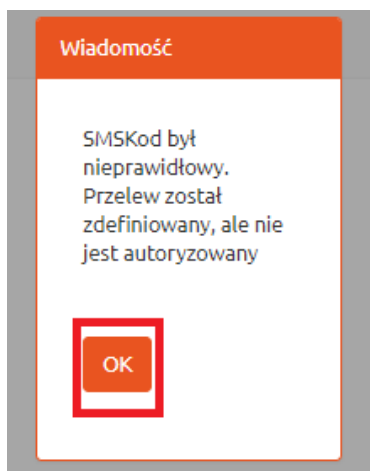 Wiadomość
SMSKod był
nieprawidłowy.
Przelew został
zdefiniowany, ale nie
jest autoryzowany
OK